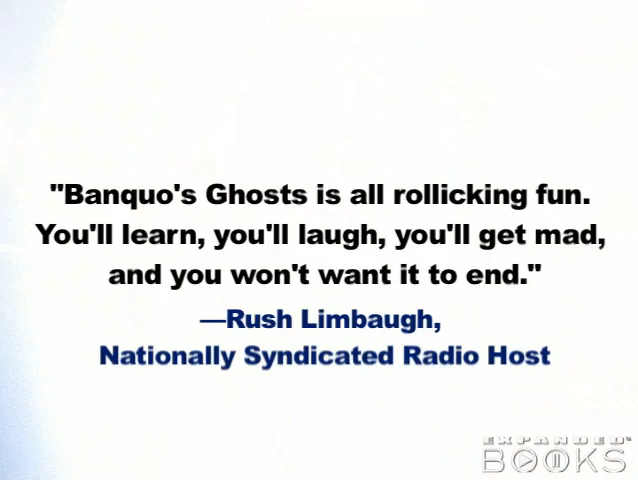 "Banquo's Ghosts is all rollicking fun.
You'll learn, you'll laugh, you'll get mad,
and you won't want it to end."
—Rush Limbaugh,
Nationally Syndicated Radio Host
EXPANDED
BOOKS